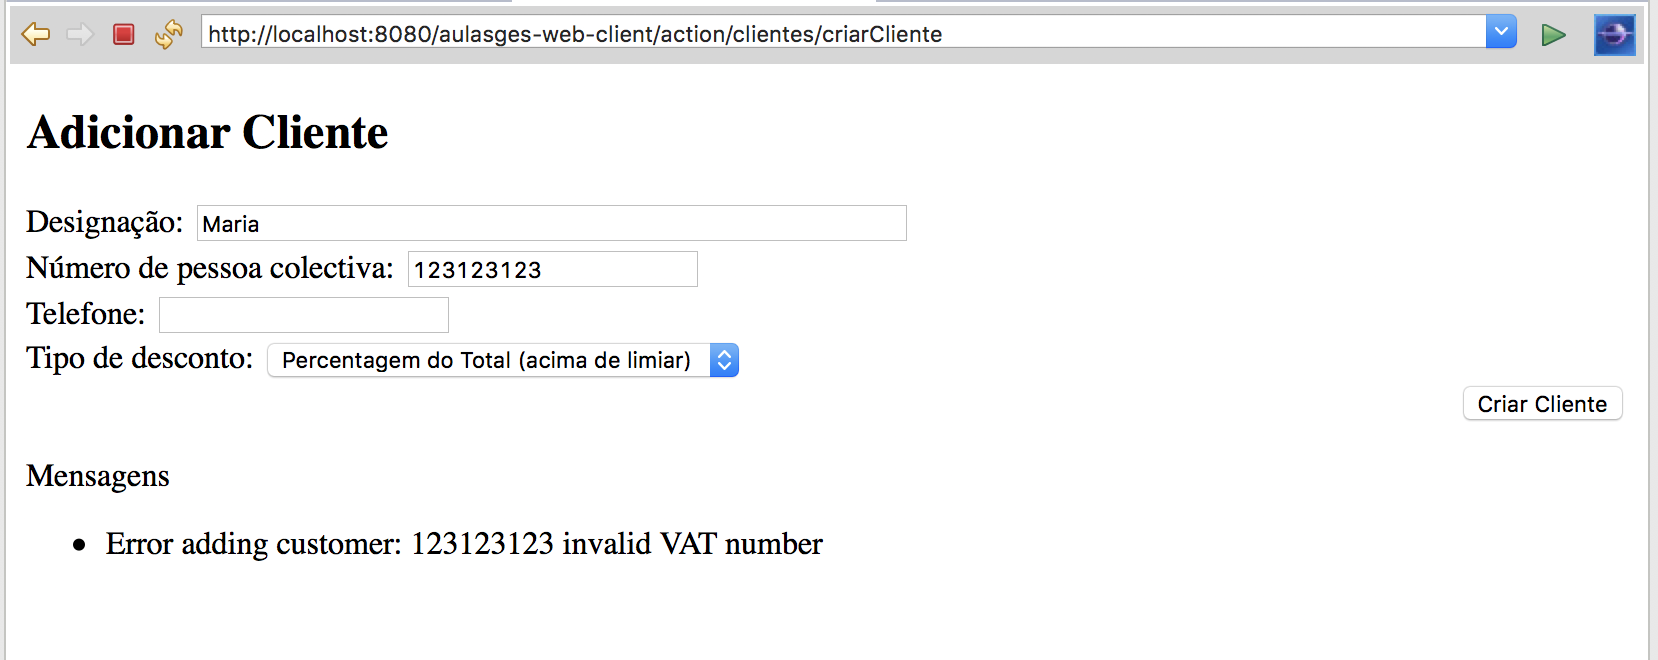 http://localhost:8080/aulasges-web-client/action/clientes/criarCliente
Adicionar Cliente
Designação: Maria
Número de pessoa colectiva: 123123123
Telefone:
Tipo de desconto: Percentagem do Total (acima de limiar)
Criar Cliente
Mensagens
• Error adding customer: 123123123 invalid VAT number